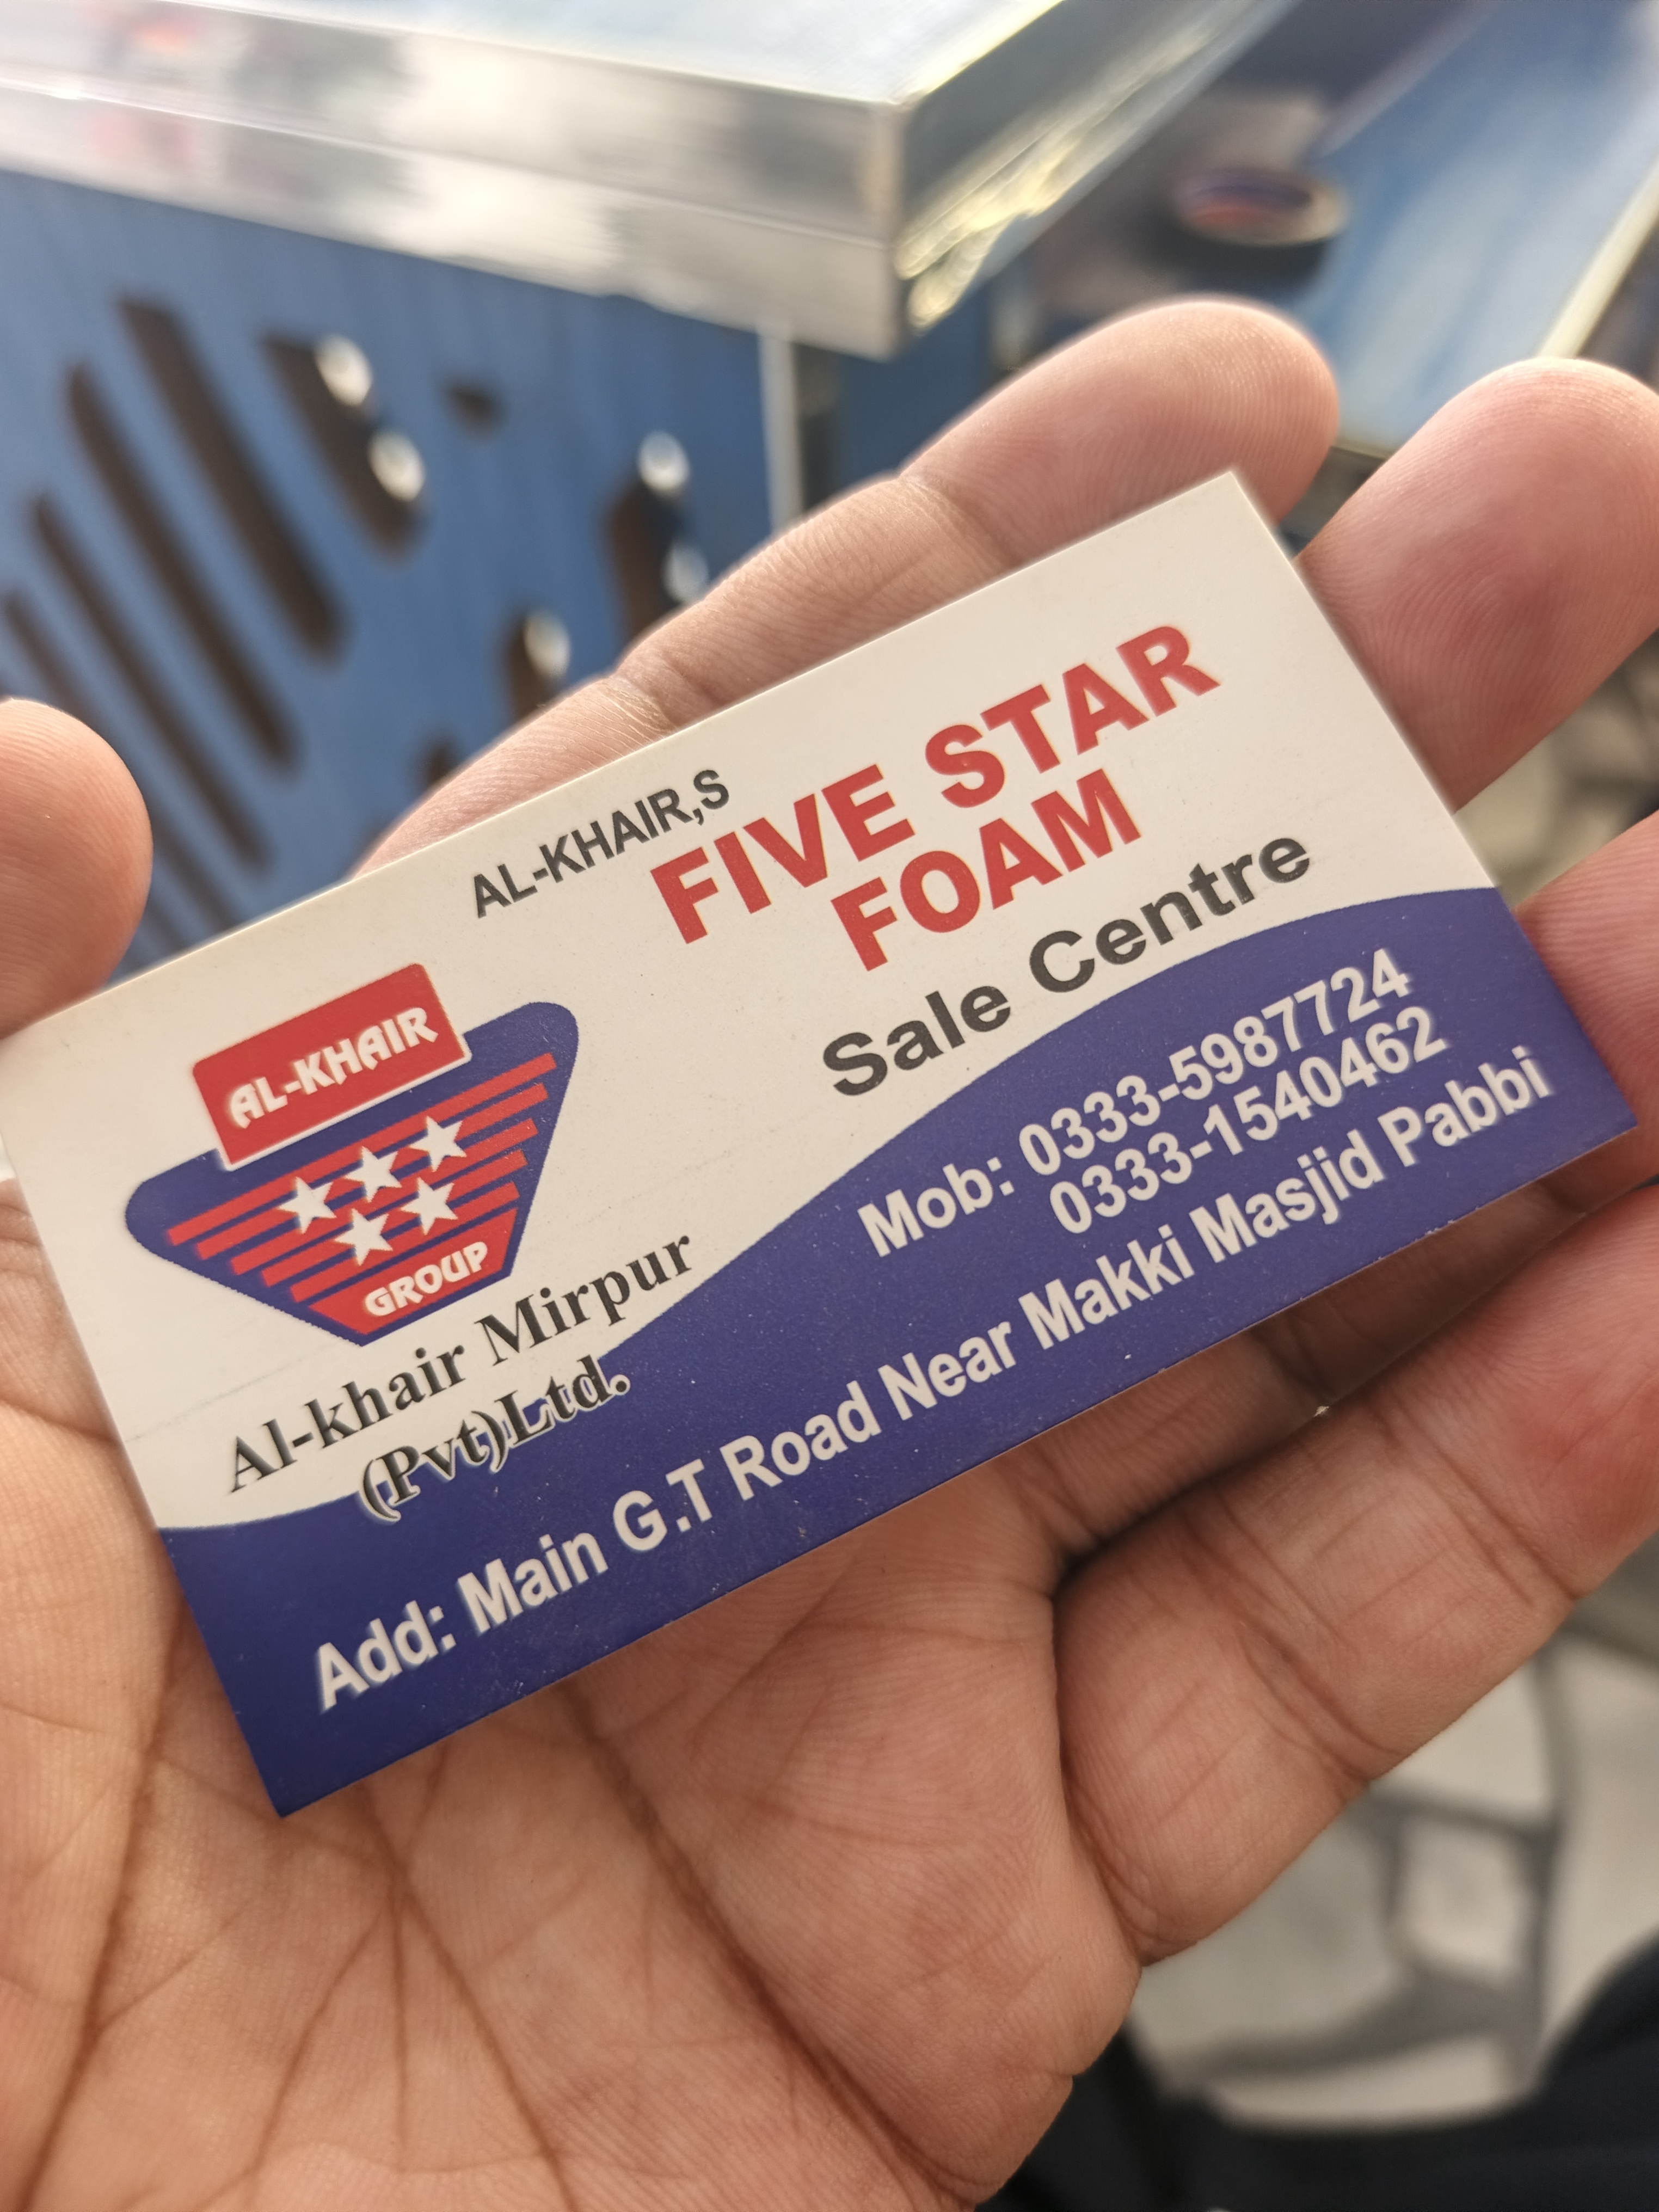 AL-KHAIR,S
FIVE STAR
FOAM
Sale Centre
AL-KHAIR
GROUP
Al-khair Mirpur
(Pvt)Ltd.
Mob: 0333-5987724
0333-1540462
Add: Main G.T Road Near Makki Masjid Pabbi